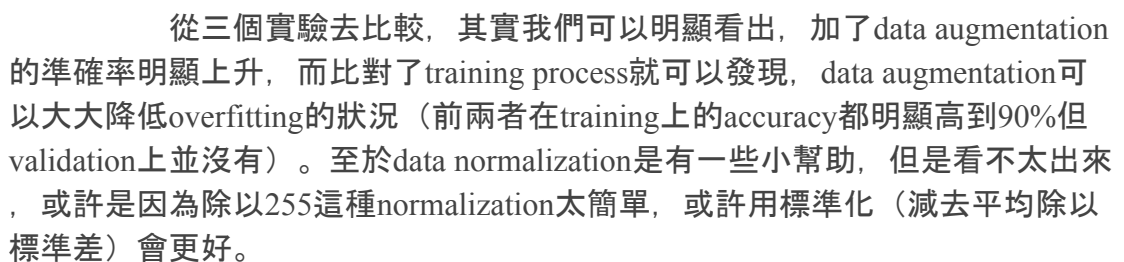 從三個實驗去比較，其實我們可以明顯看出，加了data augmentation
的準確率明顯上升，而比對了training process就可以發現，data augmentation可
以大大降低overfitting的狀況（前兩者在training上的accuracy都明顯高到90%但
validation上並沒有）。至於data normalization是有一些小幫助，但是看不太出來
，或許是因為除以255這種normalization太簡單，或許用標準化（減去平均除以
標準差）會更好。